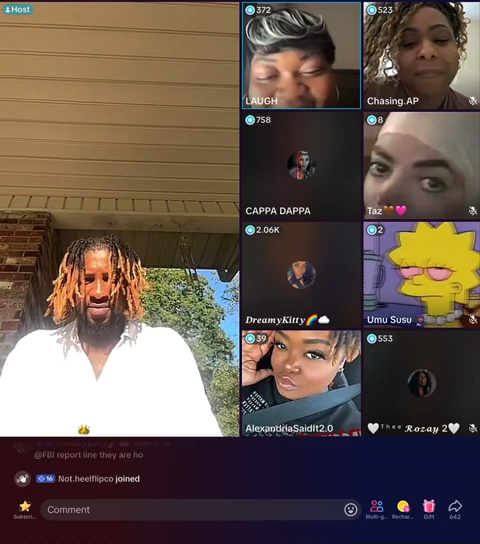 Host
372
LAUGH
523
Chasing.AP
758
CAPPA DAPPA
8
Taz🤎🩷
2.06K
DreamyKitty🌈☁️
2
Umu Susu
39
AlexandriaSaidIt2.0
553
🤍ᵀʰᵉᵉ 𝓡𝓸𝔃𝓪𝔂 2🤍
@FBI report line they are ho
16 Not.heelflipco joined
Subscri...
Comment
Multi-g...
Rechar...
Gift
642